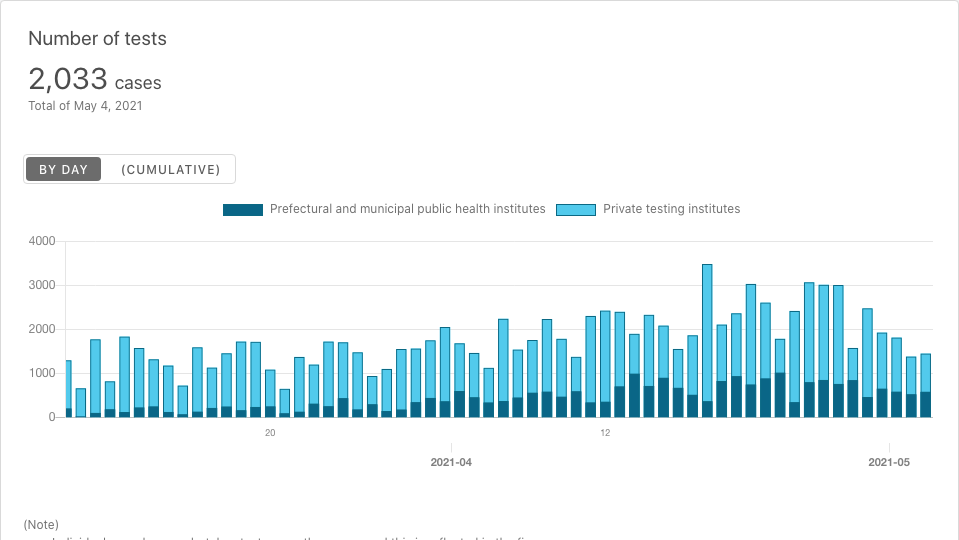 Number of tests
2,033 cases
Total of May 4, 2021
BY DAY (CUMULATIVE)
Prefectural and municipal public health institutes Private testing institutes
4000
3000
2000
1000
0
20 12
2021-04 2021-05
(Note)